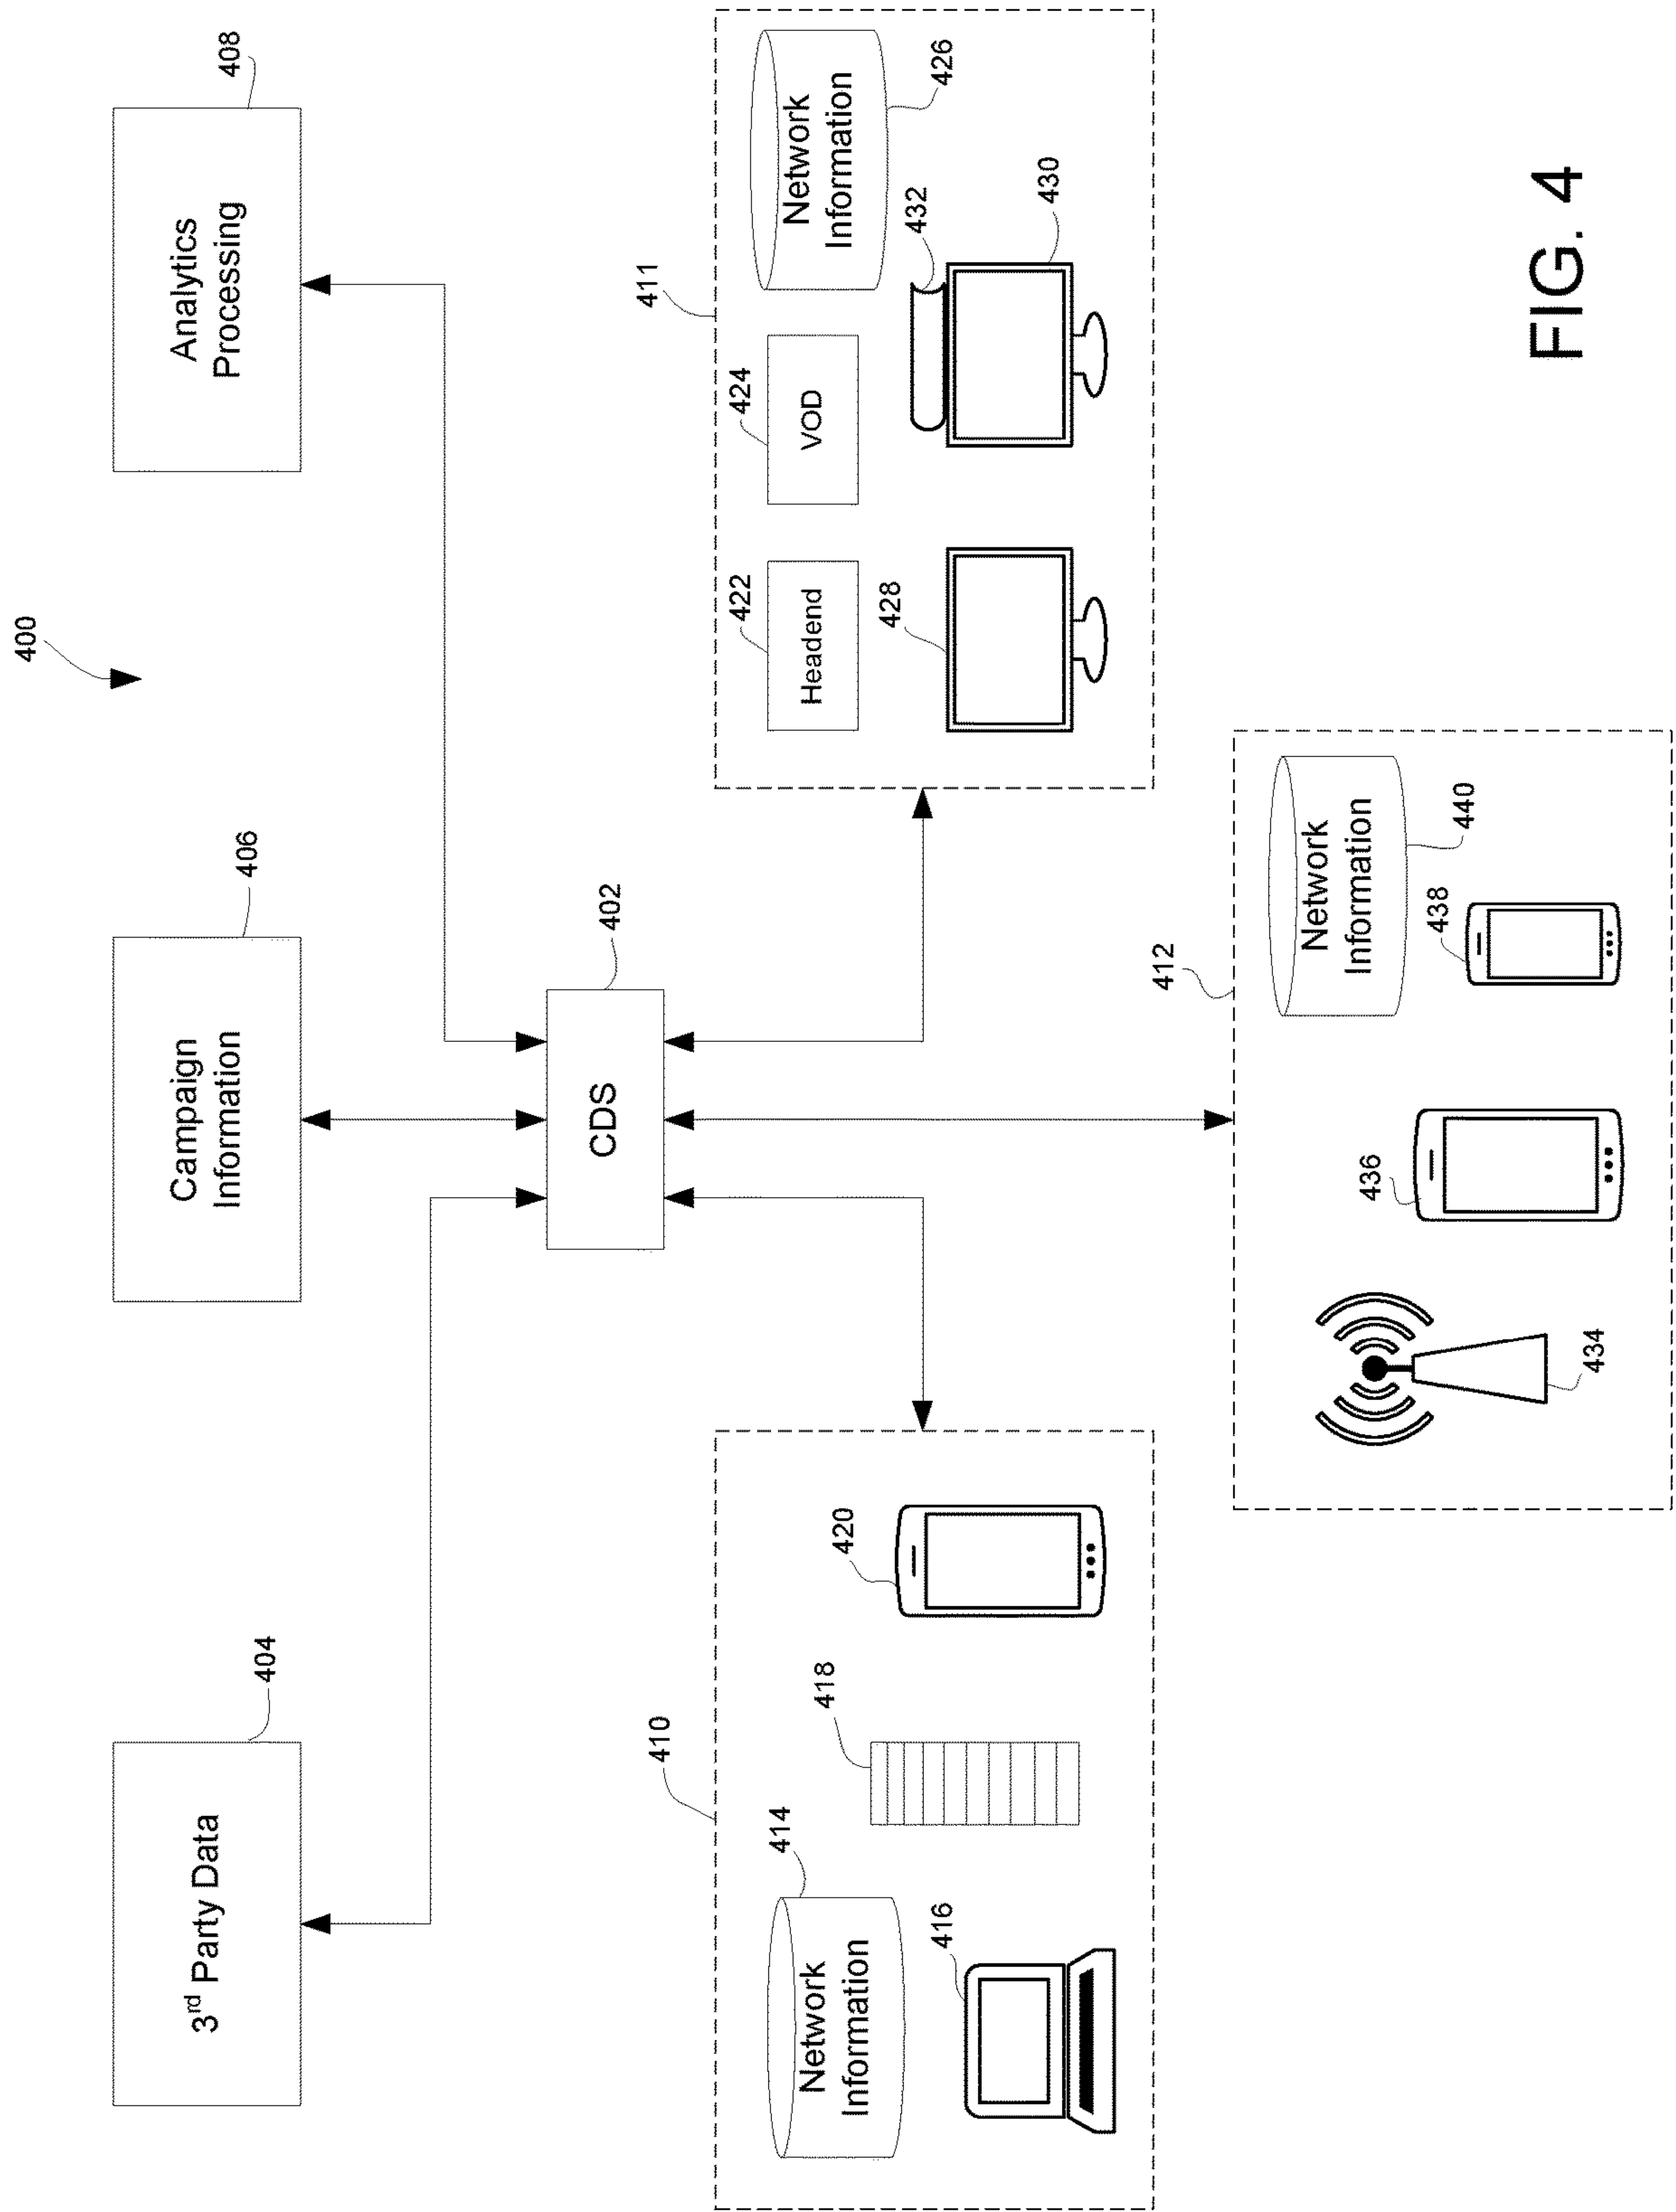 400
3rd Party Data
404
Campaign
Information
406
Analytics
Processing
408
CDS
402
410
Network
Information
414
416
418
420
411
Headend
422
VOD
424
Network
Information
426
428
432
430
412
434
436
438
Network
Information
440
FIG. 4